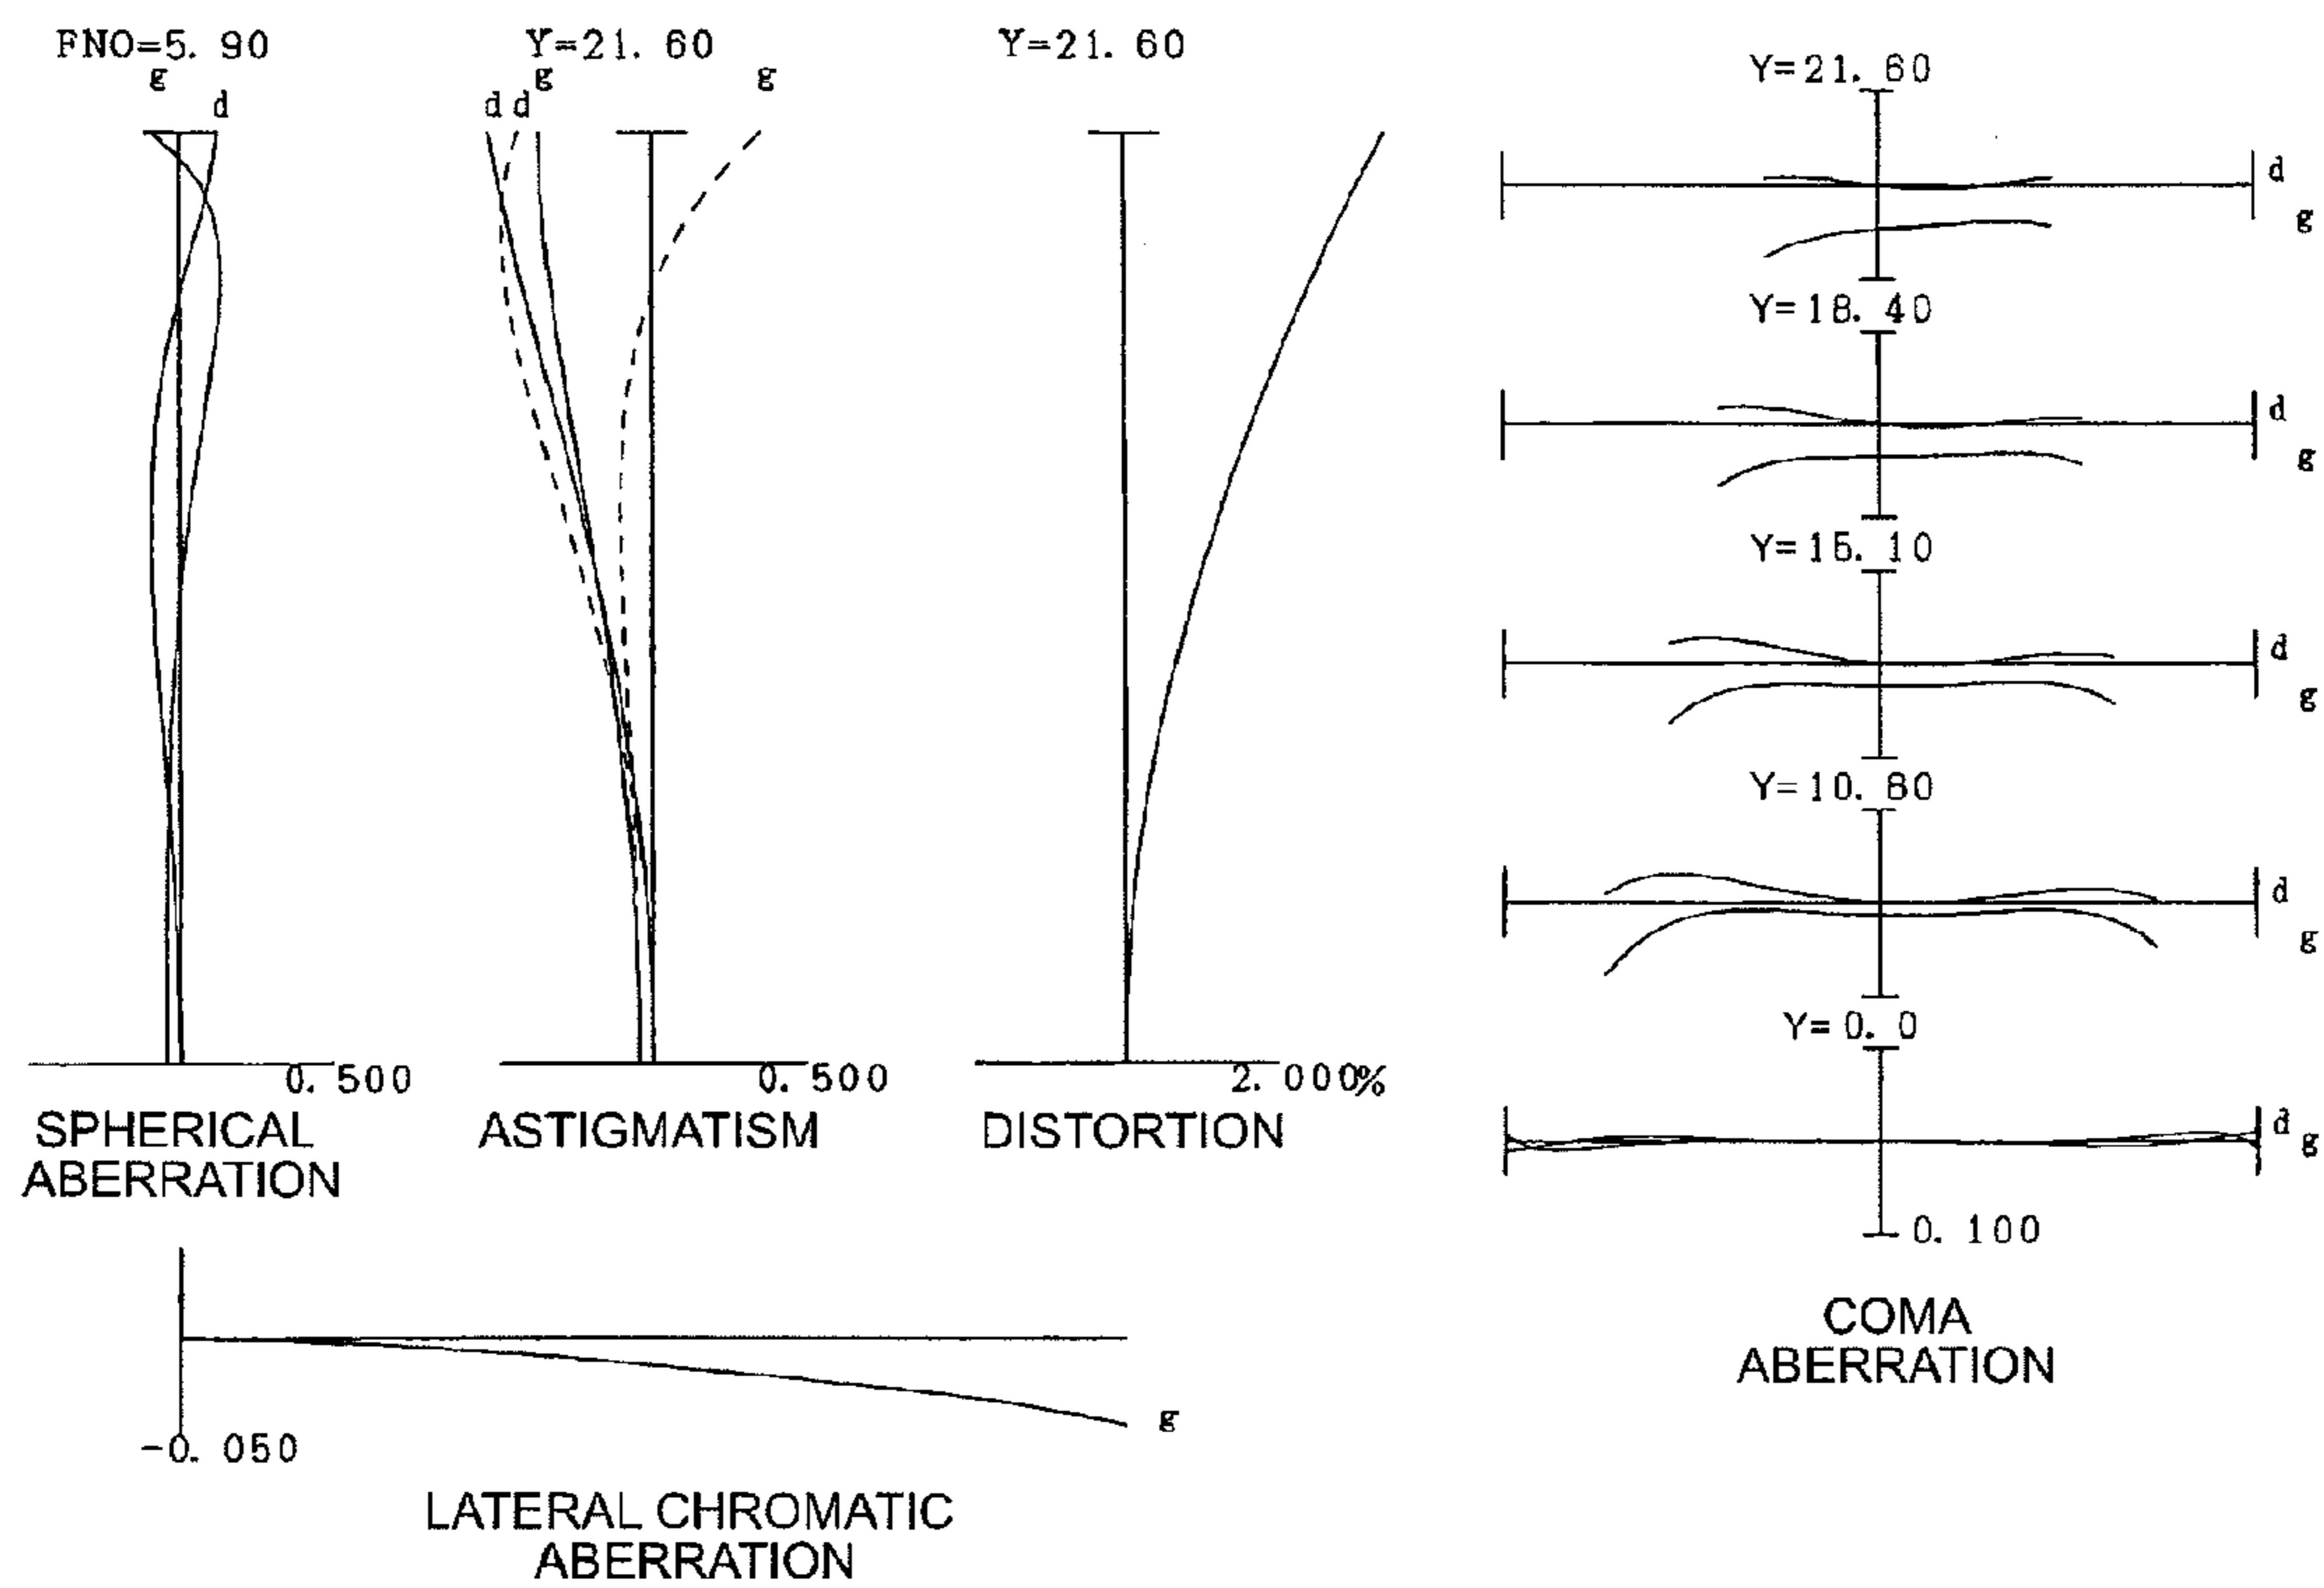 FNO=5. 90
g
d
0. 500
SPHERICAL
ABERRATION
Y=21. 60
g
g
d d
0. 500
ASTIGMATISM
Y=21. 60
2. 000%
DISTORTION
Y=21. 60
d
g
Y=18. 40
d
g
Y=15. 10
d
g
Y=10. 80
d
g
Y=0. 0
d
g
0. 100
COMA
ABERRATION
g
-0. 050
LATERAL CHROMATIC
ABERRATION